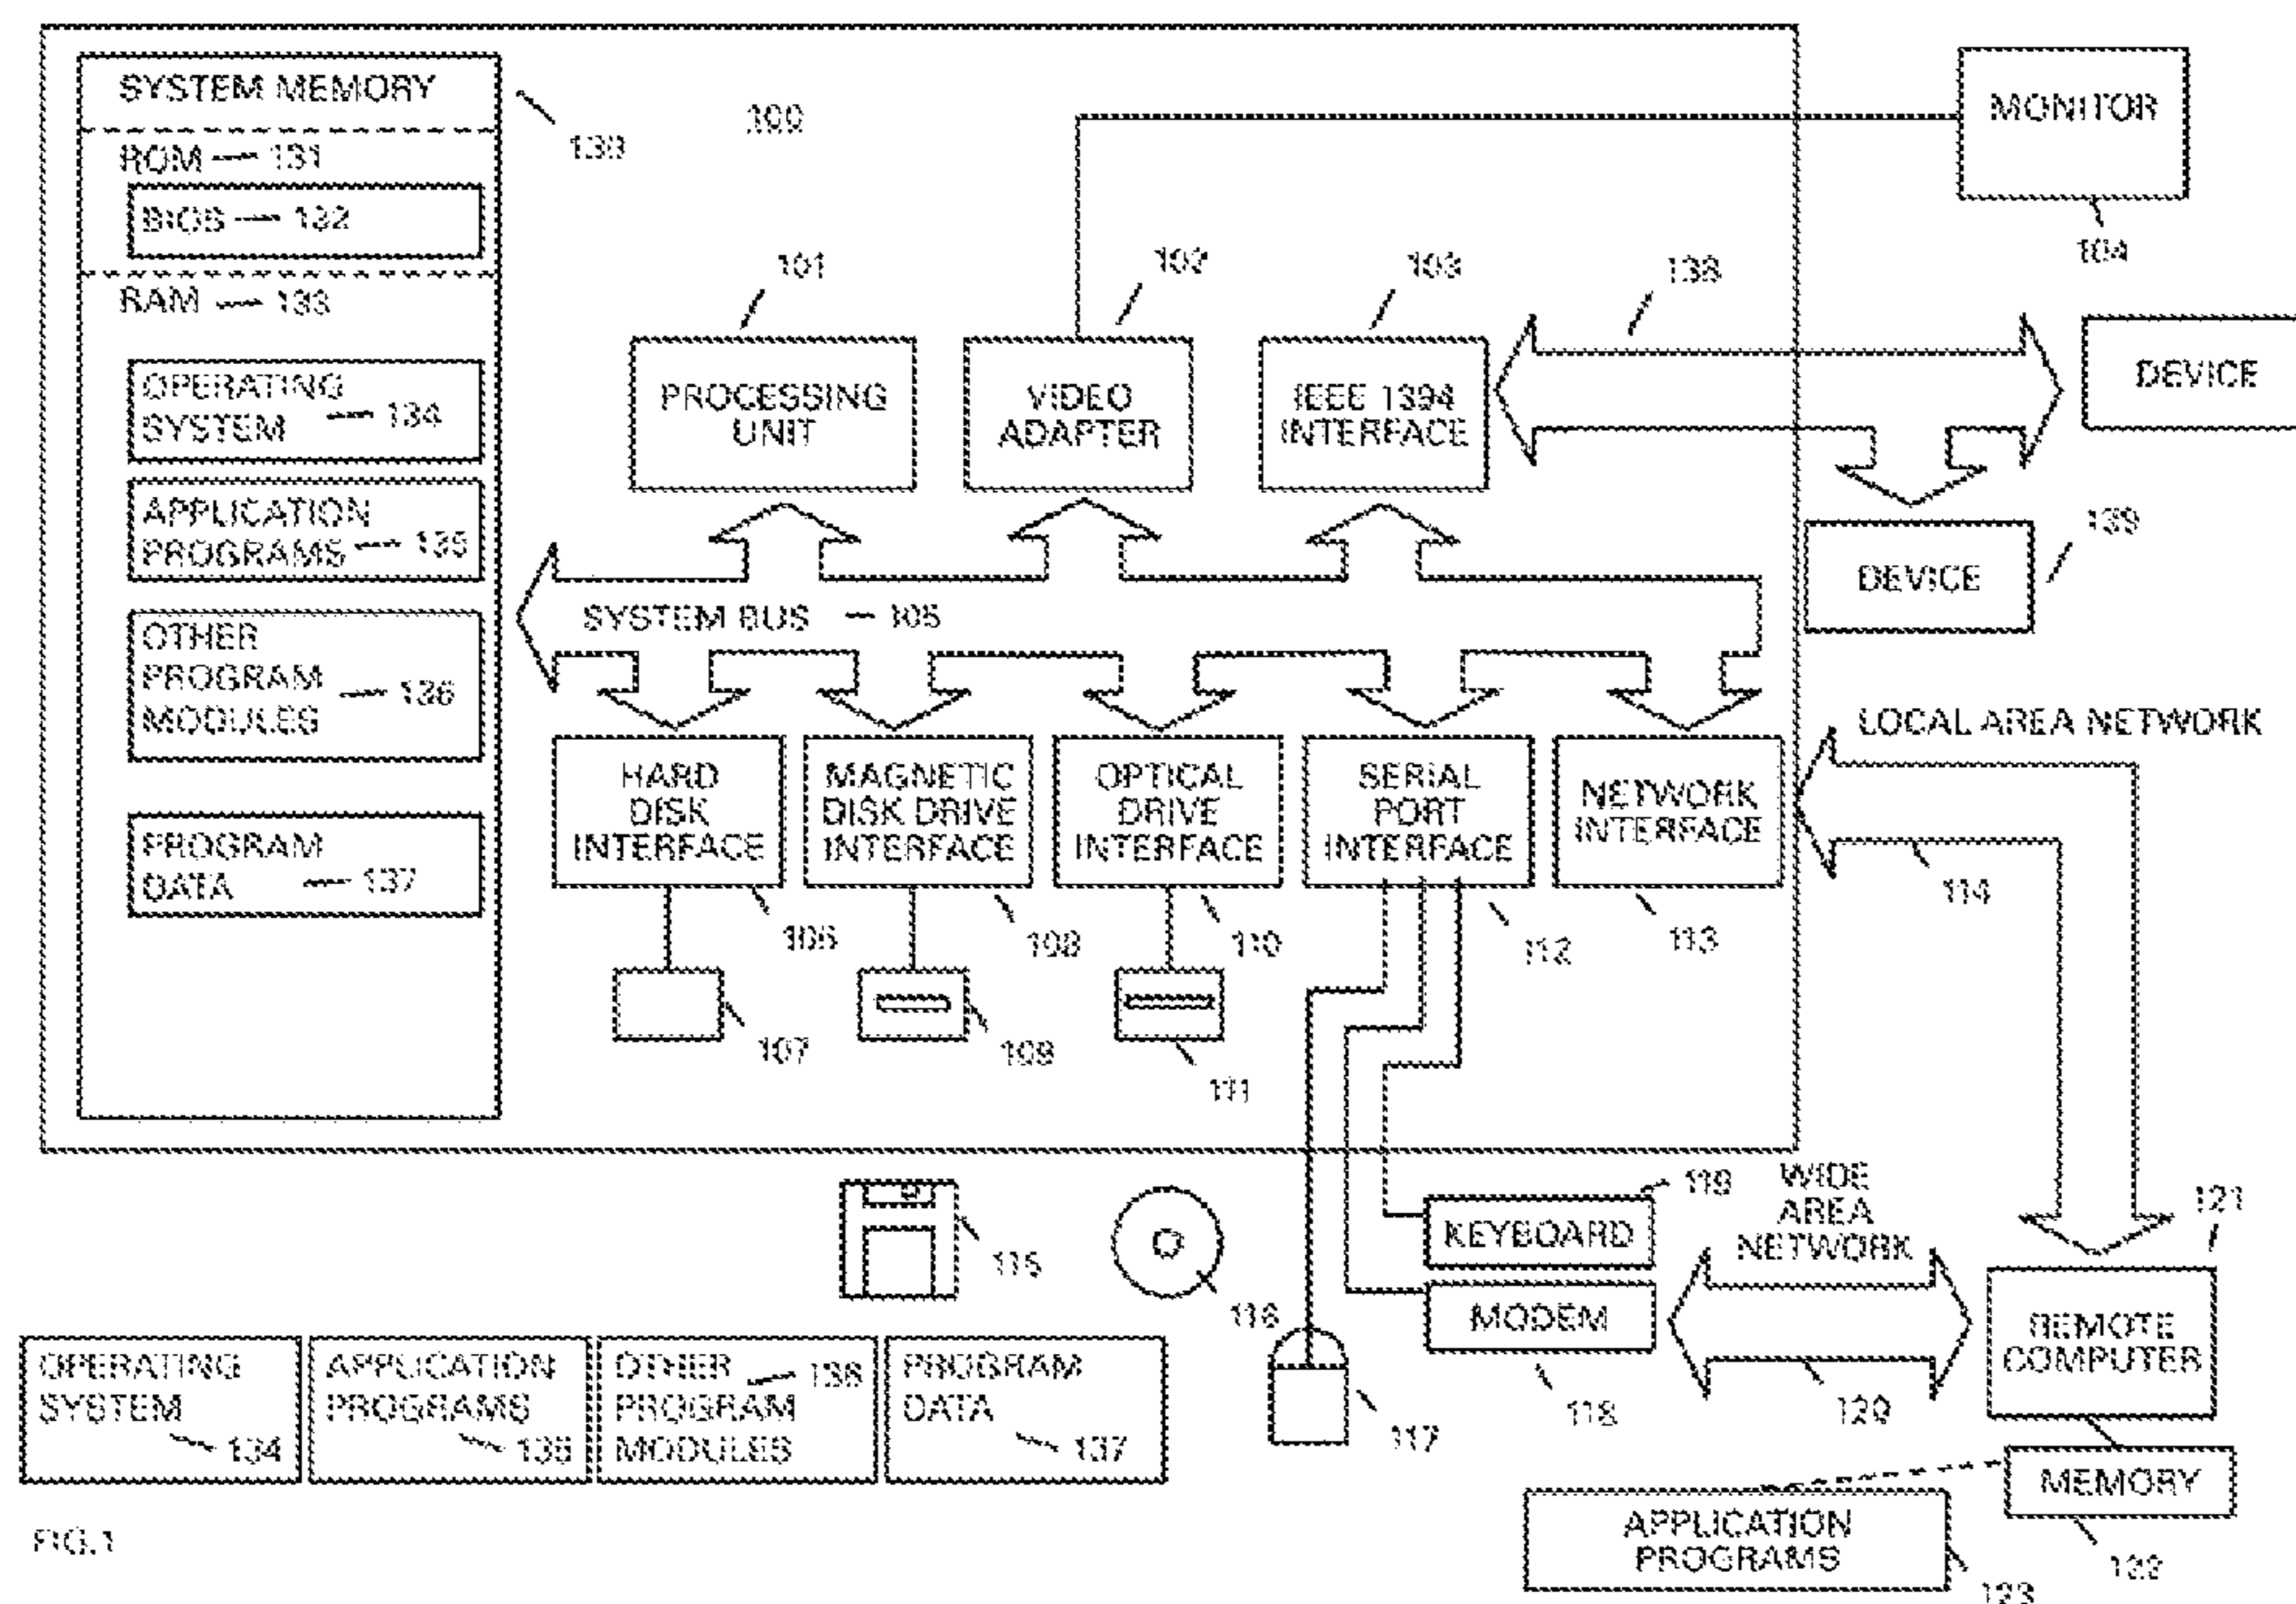 SYSTEM MEMORY
130
100
ROM — 131
BIOS — 132
RAM — 133
OPERATING
SYSTEM — 134
APPLICATION
PROGRAMS — 135
OTHER
PROGRAM
MODULES — 136
PROGRAM
DATA — 137
MONITOR
104
101
102
103
138
PROCESSING
UNIT
VIDEO
ADAPTER
IEEE 1394
INTERFACE
DEVICE
139
DEVICE
SYSTEM BUS — 105
LOCAL AREA NETWORK
HARD
DISK
INTERFACE
MAGNETIC
DISK DRIVE
INTERFACE
OPTICAL
DRIVE
INTERFACE
SERIAL
PORT
INTERFACE
NETWORK
INTERFACE
114
106
108
110
112
113
107
109
111
115
116
117
119
KEYBOARD
MODEM
118
WIDE
AREA
NETWORK
120
121
REMOTE
COMPUTER
MEMORY
122
APPLICATION
PROGRAMS
123
OPERATING
SYSTEM
134
APPLICATION
PROGRAMS
135
OTHER
PROGRAM
MODULES
136
PROGRAM
DATA
137
FIG.1